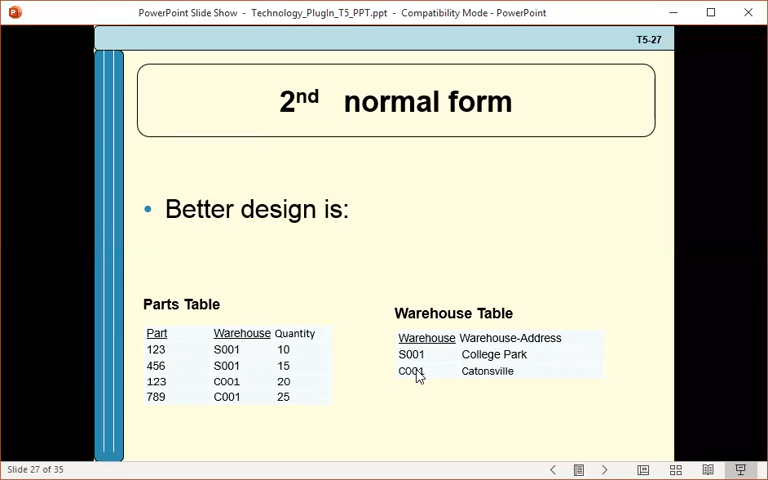 PowerPoint Slide Show - Technology_PlugIn_T5_PPT.ppt - Compatibility Mode - PowerPoint
T5-27
2nd normal form
• Better design is:
Parts Table
Part Warehouse Quantity
123 S001 10
456 S001 15
123 C001 20
789 C001 25
Warehouse Table
Warehouse Warehouse-Address
S001 College Park
C001 Catonsville
Slide 27 of 35